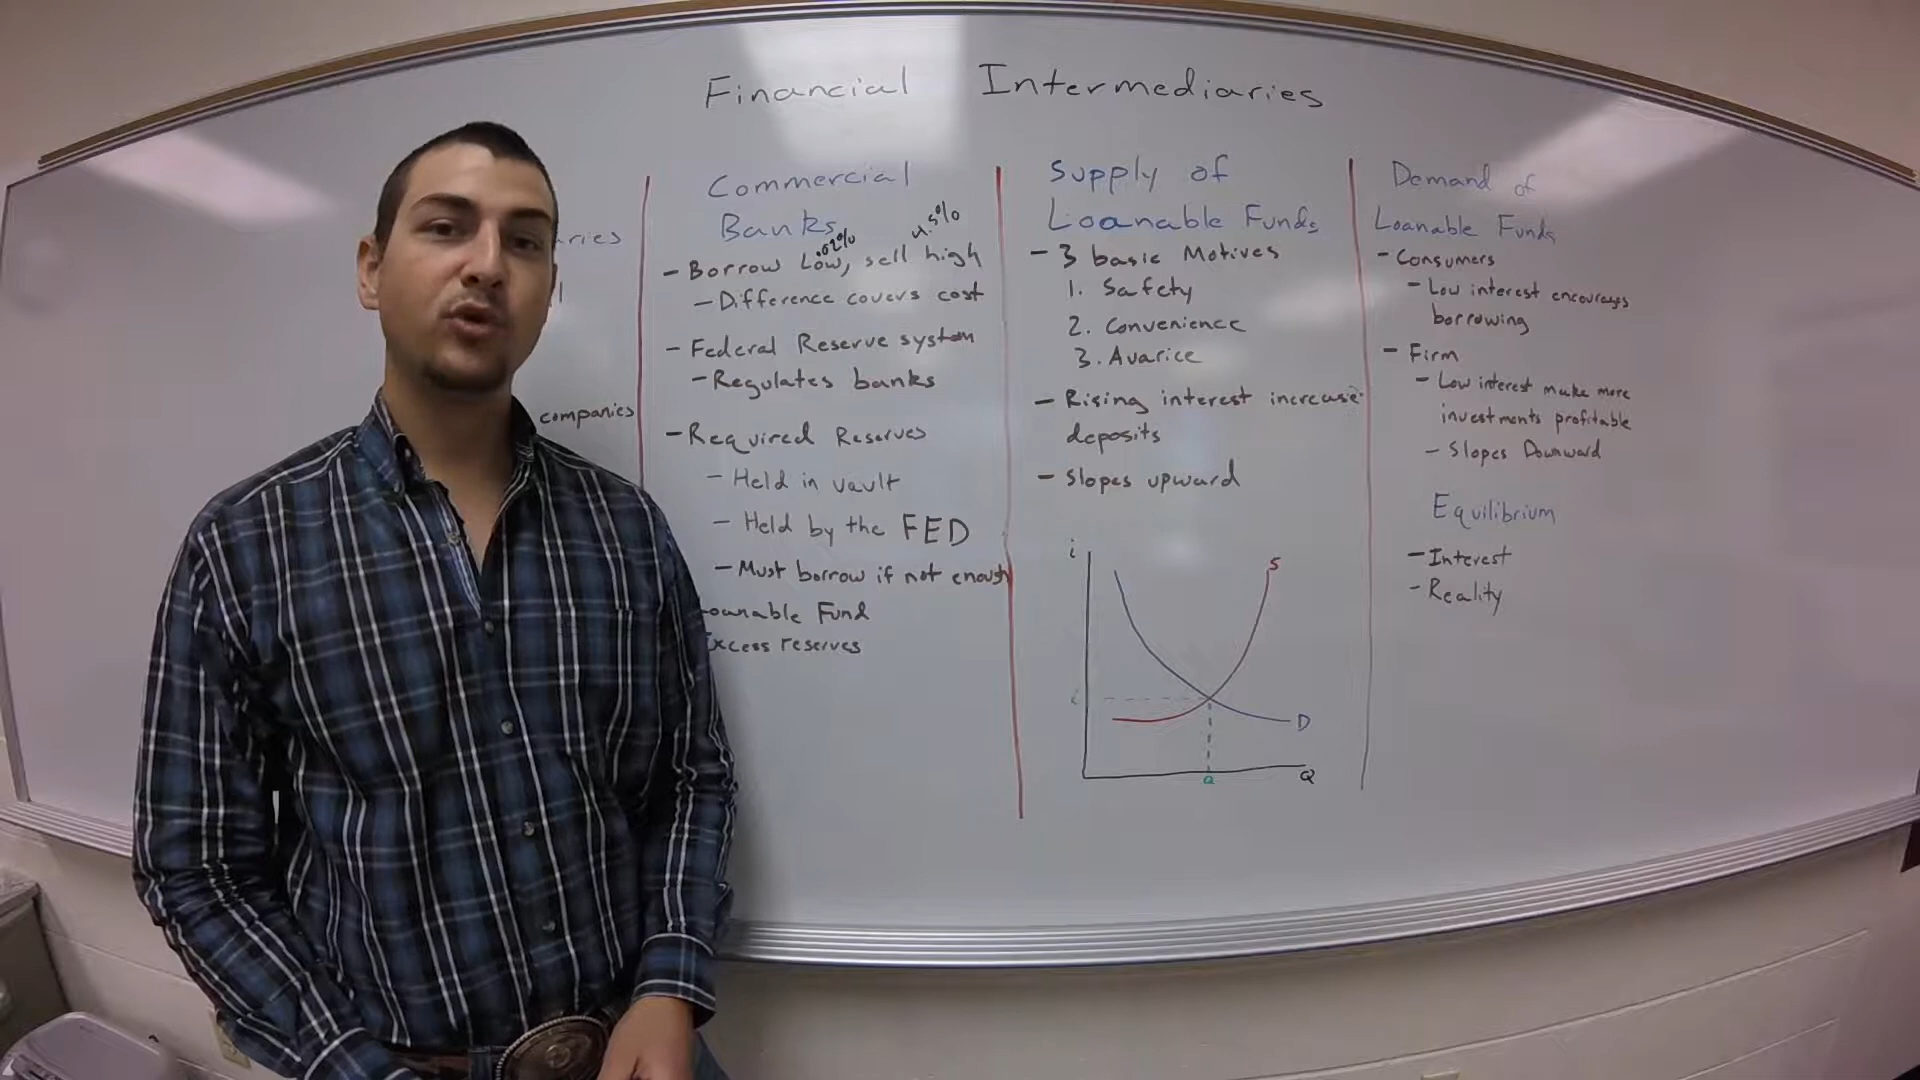 Financial Intermediaries
aries
companies
Commercial
Banks
.02%
4.5%
- Borrow Low, sell high
- Difference covers cost
- Federal Reserve system
- Regulates banks
- Required Reserves
- Held in vault
- Held by the FED
- Must borrow if not enough
oanable Fund
Excess reserves
Supply of
Loanable Funds
- 3 basic Motives
1. Safety
2. Convenience
3. Avarice
- Rising interest increase
deposits
- Slopes upward
i
S
i
D
Q
Q
Demand of
Loanable Funds
- Consumers
- Low interest encourages
borrowing
- Firm
- Low interest make more
investments profitable
- Slopes Downward
Equilibrium
- Interest
- Reality